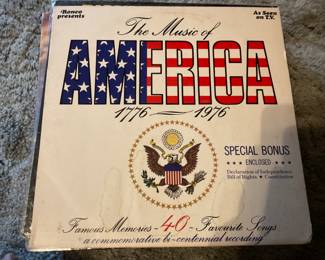 Ronco
presents
As Seen
on T.V.
The Music of
AMERICA
1776 — 1976
SPECIAL BONUS
*** ENCLOSED ***
Declaration of Independence
Bill of Rights ★ Constitution
Famous Memories - 40 - Favourite Songs
a commemorative bi-centennial recording